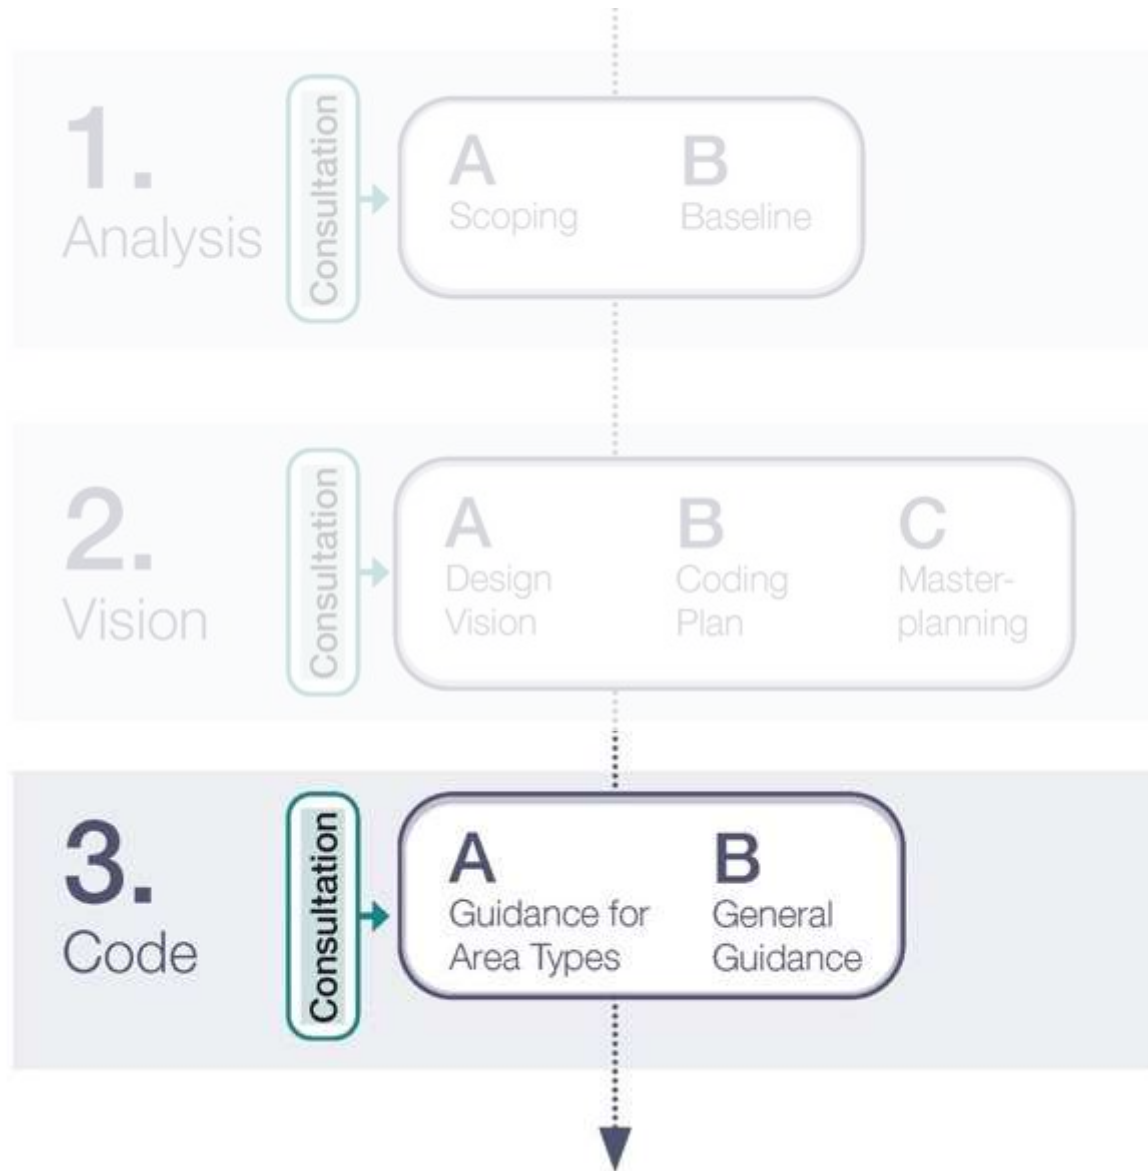 1.
Analysis
Consultation
A
Scoping
B
Baseline
2.
Vision
Consultation
A
Design
Vision
B
Coding
Plan
C
Master-
planning
3.
Code
Consultation
A
Guidance for
Area Types
B
General
Guidance